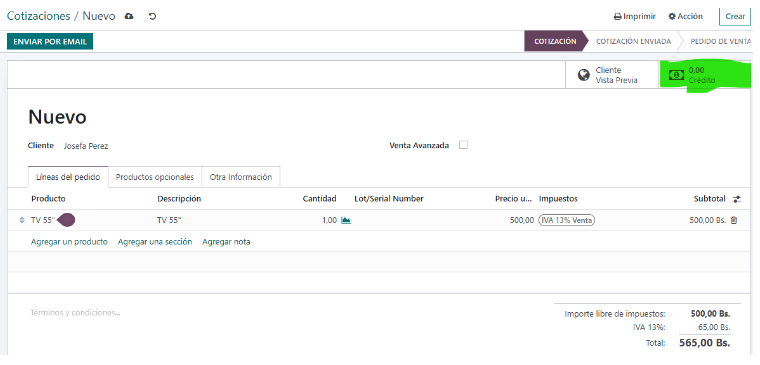 Cotizaciones / Nuevo
Imprimir Acción Crear
ENVIAR POR EMAIL
COTIZACIÓN COTIZACIÓN ENVIADA PEDIDO DE VENTA
Cliente
Vista Previa
0,00
Crédito
Nuevo
Cliente Josefa Perez
Venta Avanzada
Líneas del pedido Productos opcionales Otra Información
Producto Descripción Cantidad Lot/Serial Number Precio u... Impuestos Subtotal
TV 55" TV 55" 1,00 500,00 IVA 13% Venta 500,00 Bs.
Agregar un producto Agregar una sección Agregar nota
Términos y condiciones...
Importe libre de impuestos: 500,00 Bs.
IVA 13%: 65,00 Bs.
Total: 565,00 Bs.